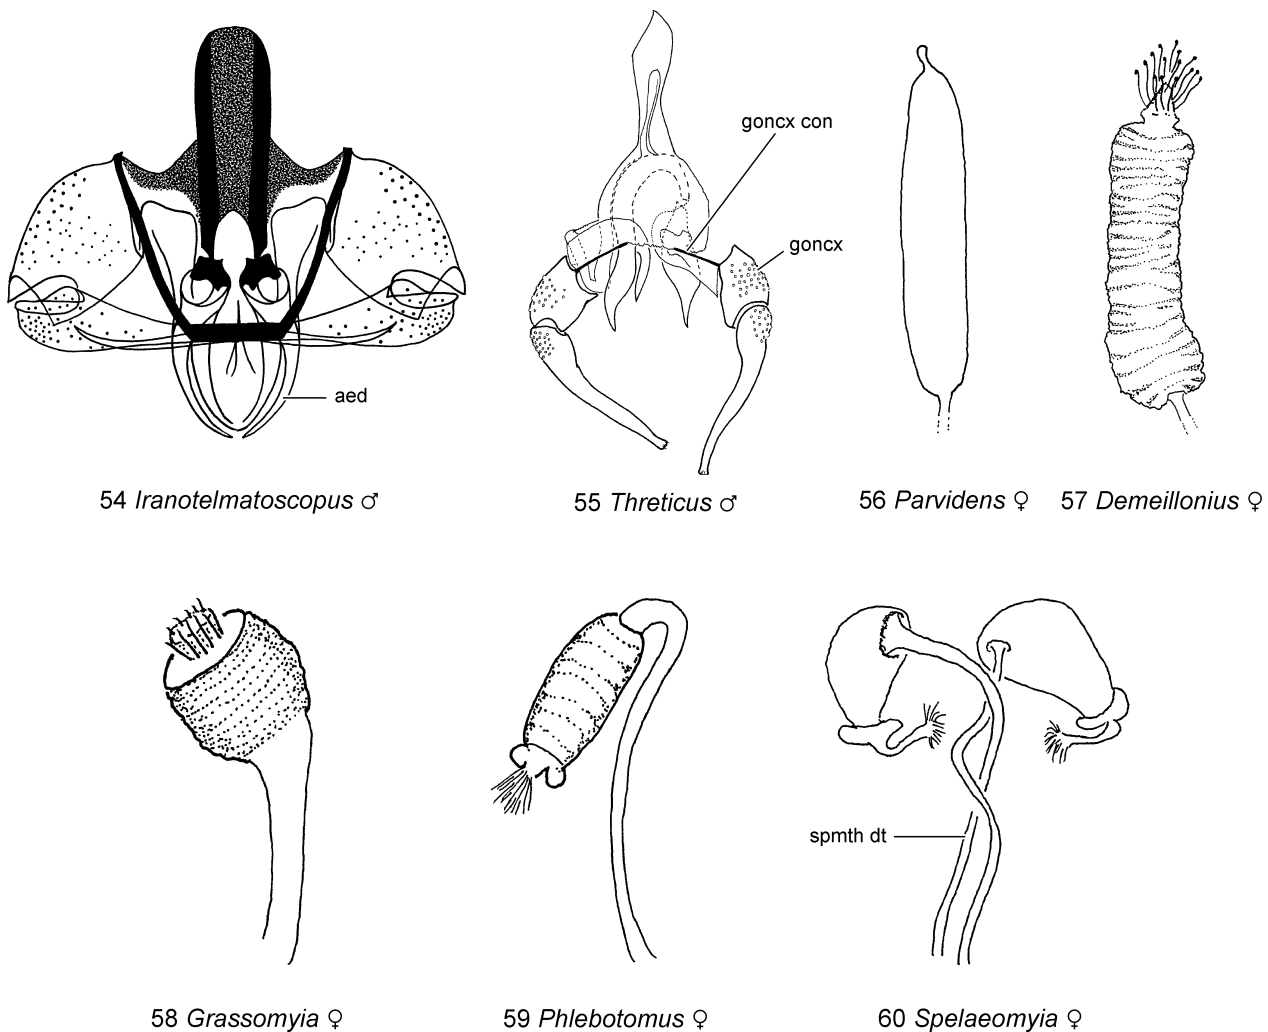 goncx con
goncx
aed
54 Iranotelmatoscopus ♂
55 Threticus ♂
56 Parvidens ♀
57 Demeillonius ♀
spmth dt
58 Grassomyia ♀
59 Phlebotomus ♀
60 Spelaeomyia ♀